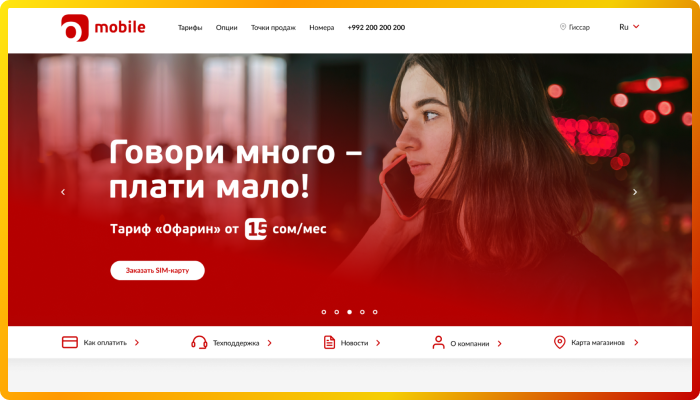 mobile
Тарифы
Опции
Точки продаж
Номера
+992 200 200 200
Гиссар
Ru
Говори много –
плати мало!
Тариф «Офарин» от 15 сом/мес
Заказать SIM-карту
Как оплатить
Техподдержка
Новости
О компании
Карта магазинов